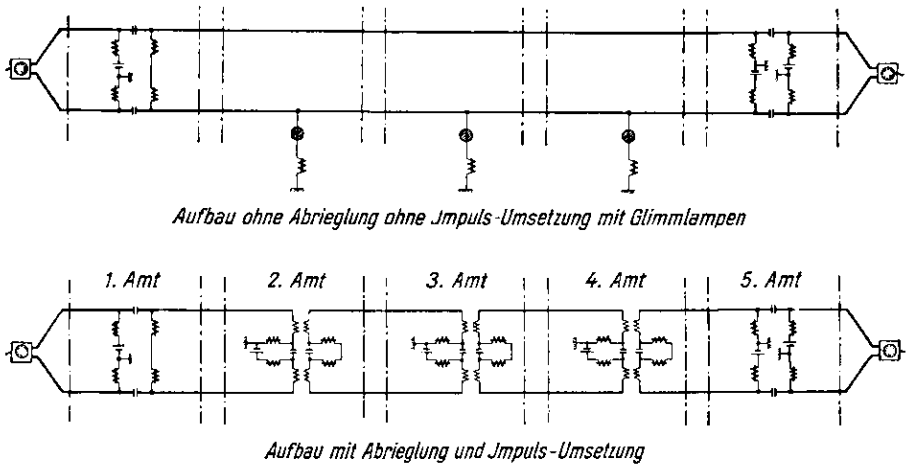 Aufbau ohne Abrieglung ohne Jmpuls-Umsetzung mit Glimmlampen
1. Amt 2. Amt 3. Amt 4. Amt 5. Amt
Aufbau mit Abrieglung und Jmpuls-Umsetzung